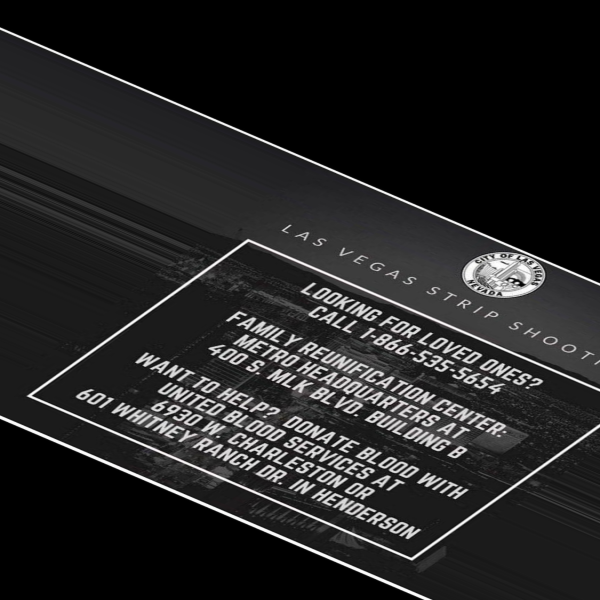 LAS VEGAS STRIP SHOOTI
CITY OF LAS VEGAS
NEVADA
LOOKING FOR LOVED ONES?
CALL 1-866-535-5654
FAMILY REUNIFICATION CENTER:
METRO HEADQUARTERS AT
400 S. MLK BLVD. BUILDING B
WANT TO HELP? DONATE BLOOD WITH
UNITED BLOOD SERVICES AT
6930 W. CHARLESTON OR
601 WHITNEY RANCH DR. IN HENDERSON